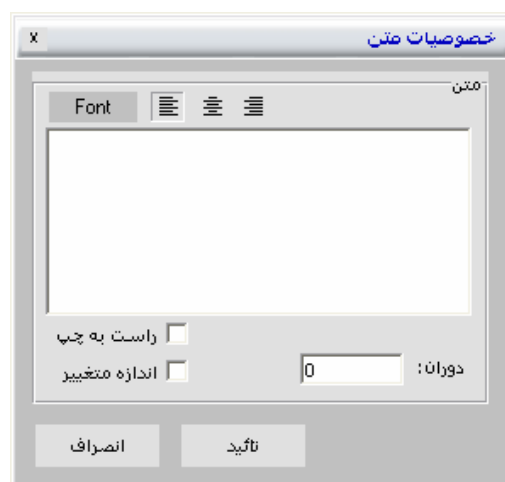 خصوصیات متن
x
متن
Font
راست به چپ
اندازه متغییر
دوران:
0
تائید
انصراف